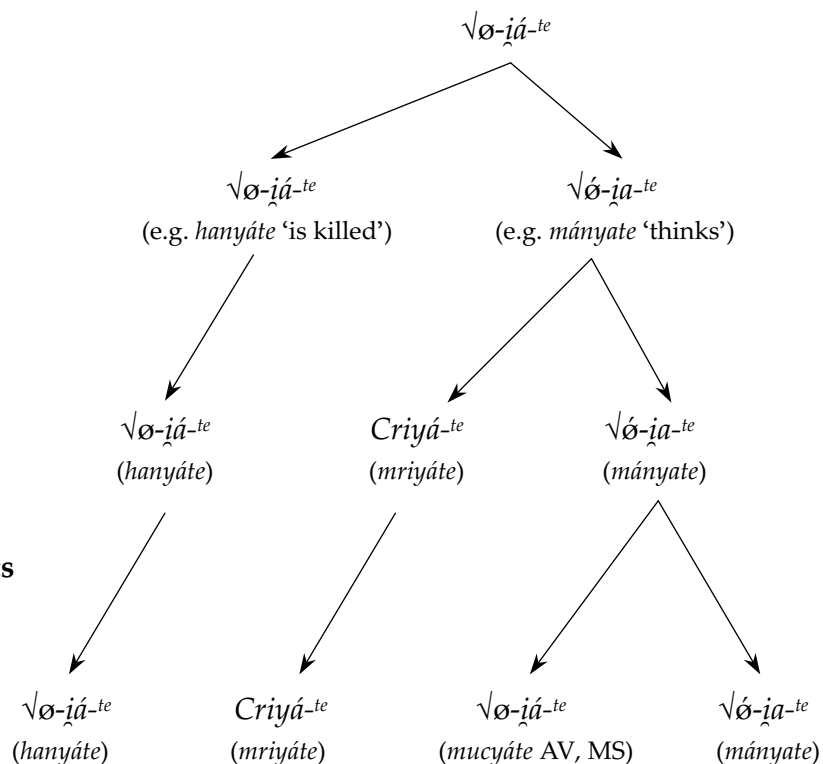 √ø-i̯á-te
√ø-i̯á-te √ǿ-i̯a-te
(e.g. hanyáte ‘is killed’) (e.g. mányate ‘thinks’)
√ø-i̯á-te Criyá-te √ǿ-i̯a-te
(hanyáte) (mriyáte) (mányate)
√ø-i̯á-te Criyá-te √ø-i̯á-te √ǿ-i̯a-te
(hanyáte) (mriyáte) (mucyáte AV, MS) (mányate)